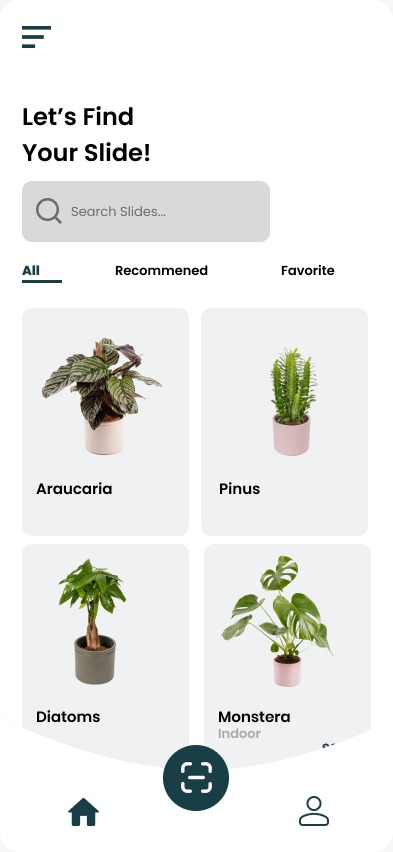 Let’s Find
Your Slide!
Search Slides...
All
Recommened
Favorite
Araucaria
Pinus
Diatoms
Monstera
Indoor